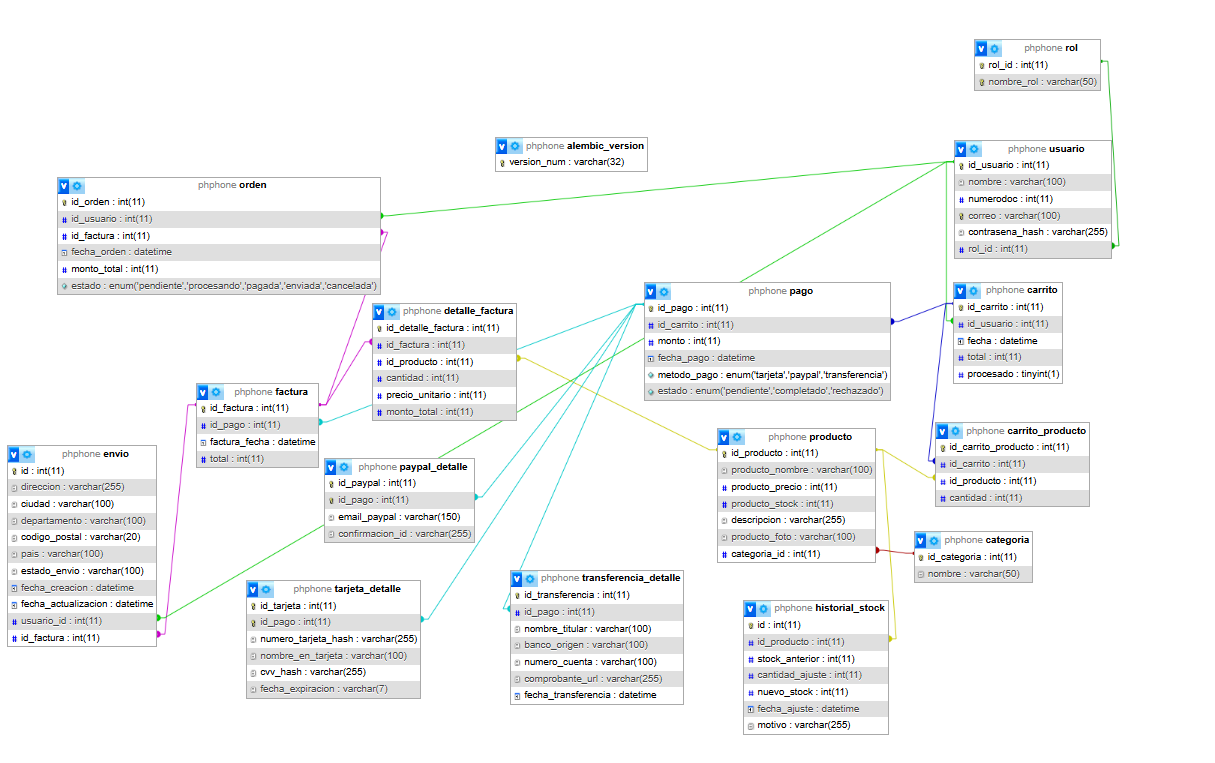 phphone rol
rol_id : int(11)
nombre_rol : varchar(50)
phphone alembic_version
version_num : varchar(32)
phphone usuario
id_usuario : int(11)
nombre : varchar(100)
numerodoc : int(11)
correo : varchar(100)
contrasena_hash : varchar(255)
rol_id : int(11)
phphone orden
id_orden : int(11)
id_usuario : int(11)
id_factura : int(11)
fecha_orden : datetime
monto_total : int(11)
estado : enum('pendiente','procesando','pagada','enviada','cancelada')
phphone pago
id_pago : int(11)
id_carrito : int(11)
monto : int(11)
fecha_pago : datetime
metodo_pago : enum('tarjeta','paypal','transferencia')
estado : enum('pendiente','completado','rechazado')
phphone carrito
id_carrito : int(11)
id_usuario : int(11)
fecha : datetime
total : int(11)
procesado : tinyint(1)
phphone detalle_factura
id_detalle_factura : int(11)
id_factura : int(11)
id_producto : int(11)
cantidad : int(11)
precio_unitario : int(11)
monto_total : int(11)
phphone factura
id_factura : int(11)
id_pago : int(11)
factura_fecha : datetime
total : int(11)
phphone carrito_producto
id_carrito_producto : int(11)
id_carrito : int(11)
id_producto : int(11)
cantidad : int(11)
phphone producto
id_producto : int(11)
producto_nombre : varchar(100)
producto_precio : int(11)
producto_stock : int(11)
descripcion : varchar(255)
producto_foto : varchar(100)
categoria_id : int(11)
phphone envio
id : int(11)
direccion : varchar(255)
ciudad : varchar(100)
departamento : varchar(100)
codigo_postal : varchar(20)
pais : varchar(100)
estado_envio : varchar(100)
fecha_creacion : datetime
fecha_actualizacion : datetime
usuario_id : int(11)
id_factura : int(11)
phphone paypal_detalle
id_paypal : int(11)
id_pago : int(11)
email_paypal : varchar(150)
confirmacion_id : varchar(255)
phphone categoria
id_categoria : int(11)
nombre : varchar(50)
phphone tarjeta_detalle
id_tarjeta : int(11)
id_pago : int(11)
numero_tarjeta_hash : varchar(255)
nombre_en_tarjeta : varchar(100)
cvv_hash : varchar(255)
fecha_expiracion : varchar(7)
phphone transferencia_detalle
id_transferencia : int(11)
id_pago : int(11)
nombre_titular : varchar(100)
banco_origen : varchar(100)
numero_cuenta : varchar(100)
comprobante_url : varchar(255)
fecha_transferencia : datetime
phphone historial_stock
id : int(11)
id_producto : int(11)
stock_anterior : int(11)
cantidad_ajuste : int(11)
nuevo_stock : int(11)
fecha_ajuste : datetime
motivo : varchar(255)